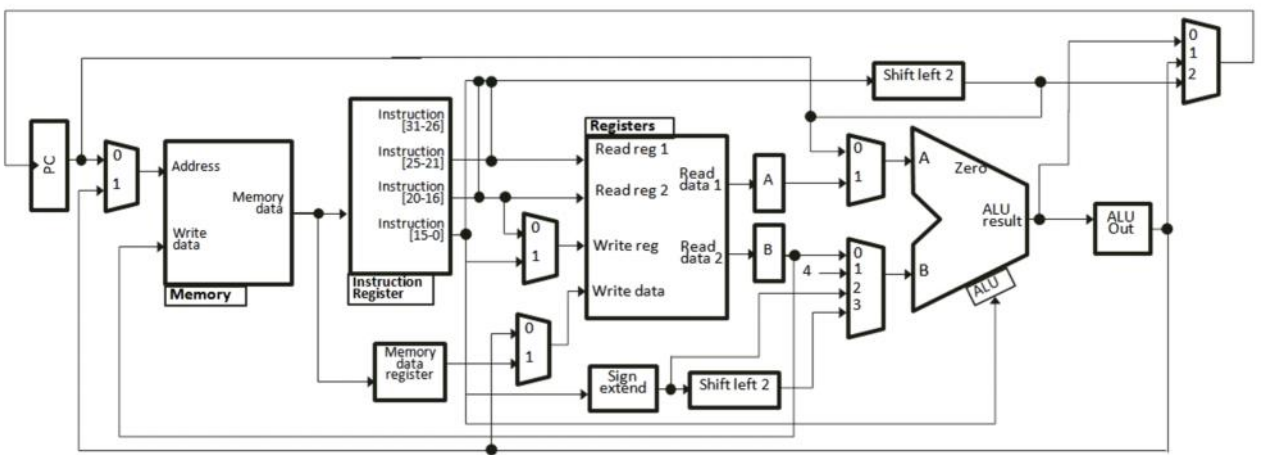 0
1
2
Shift left 2
PC
0
1
Address
Memory
data
Write
data
Memory
Instruction
[31-26]
Instruction
[25-21]
Instruction
[20-16]
Instruction
[15-0]
Instruction
Register
Memory
data
register
0
1
0
1
Registers
Read reg 1
Read reg 2
Write reg
Write data
Read
data 1
Read
data 2
A
B
Sign
extend
Shift left 2
0
1
4
0
1
2
3
A
B
Zero
ALU
result
ALU
ALU
Out